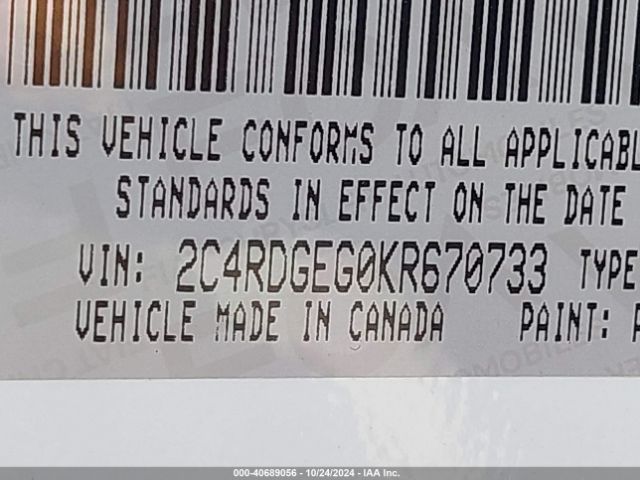 THIS VEHICLE CONFORMS TO ALL APPLICABL
STANDARDS IN EFFECT ON THE DATE
VIN: 2C4RDGEG0KR670733 TYPE
VEHICLE MADE IN CANADA PAINT:
000-40689056 - 10/24/2024 - IAA Inc.